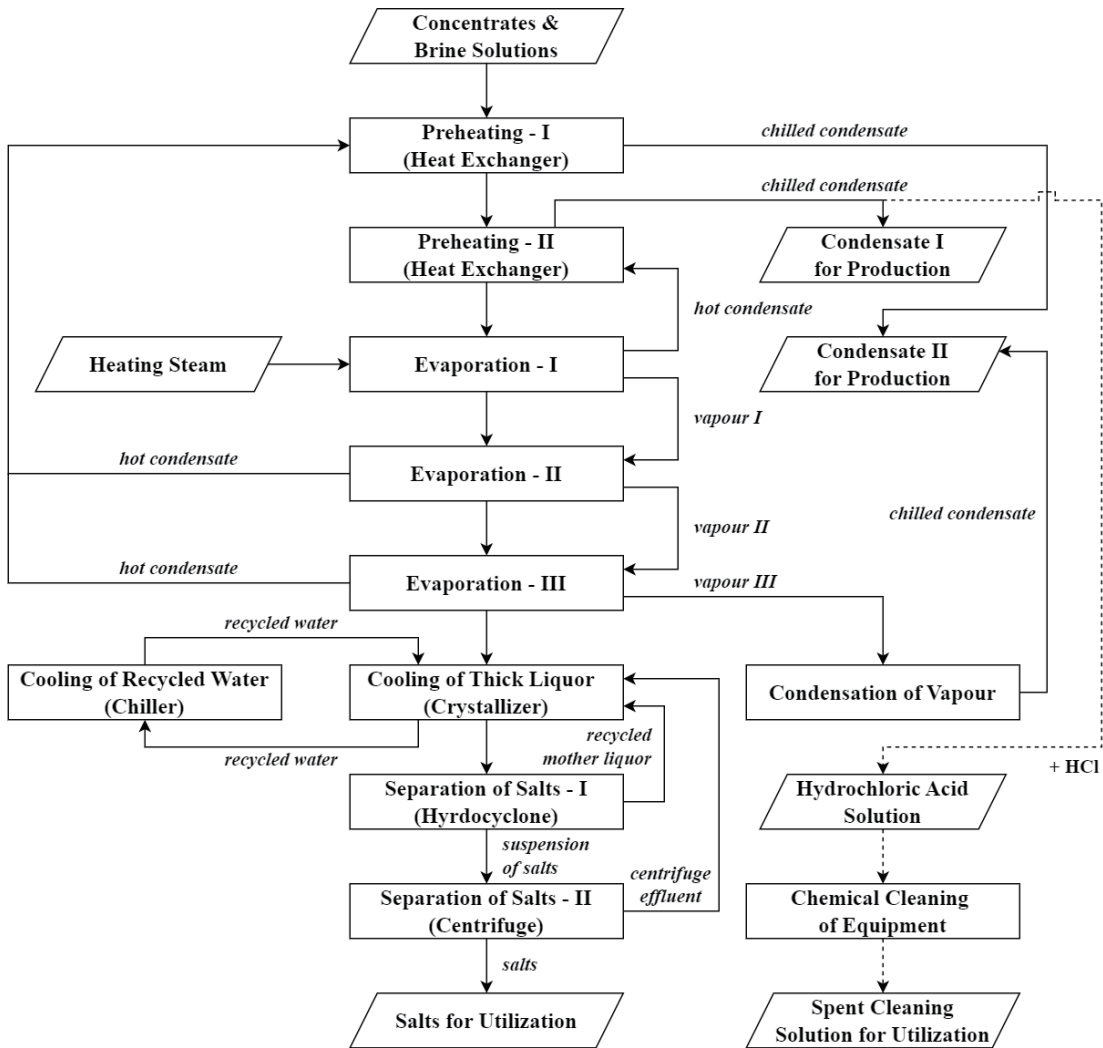 Concentrates &
Brine Solutions
Preheating - I
(Heat Exchanger)
chilled condensate
chilled condensate
Preheating - II
(Heat Exchanger)
Condensate I
for Production
hot condensate
Heating Steam
Evaporation - I
Condensate II
for Production
vapour I
hot condensate
Evaporation - II
vapour II
chilled condensate
hot condensate
Evaporation - III
vapour III
recycled water
Cooling of Recycled Water
(Chiller)
Cooling of Thick Liquor
(Crystallizer)
Condensation of Vapour
recycled water
recycled
mother liquor
+ HCl
Separation of Salts - I
(Hyrdocyclone)
Hydrochloric Acid
Solution
suspension
of salts
centrifuge
effluent
Separation of Salts - II
(Centrifuge)
Chemical Cleaning
of Equipment
salts
Salts for Utilization
Spent Cleaning
Solution for Utilization